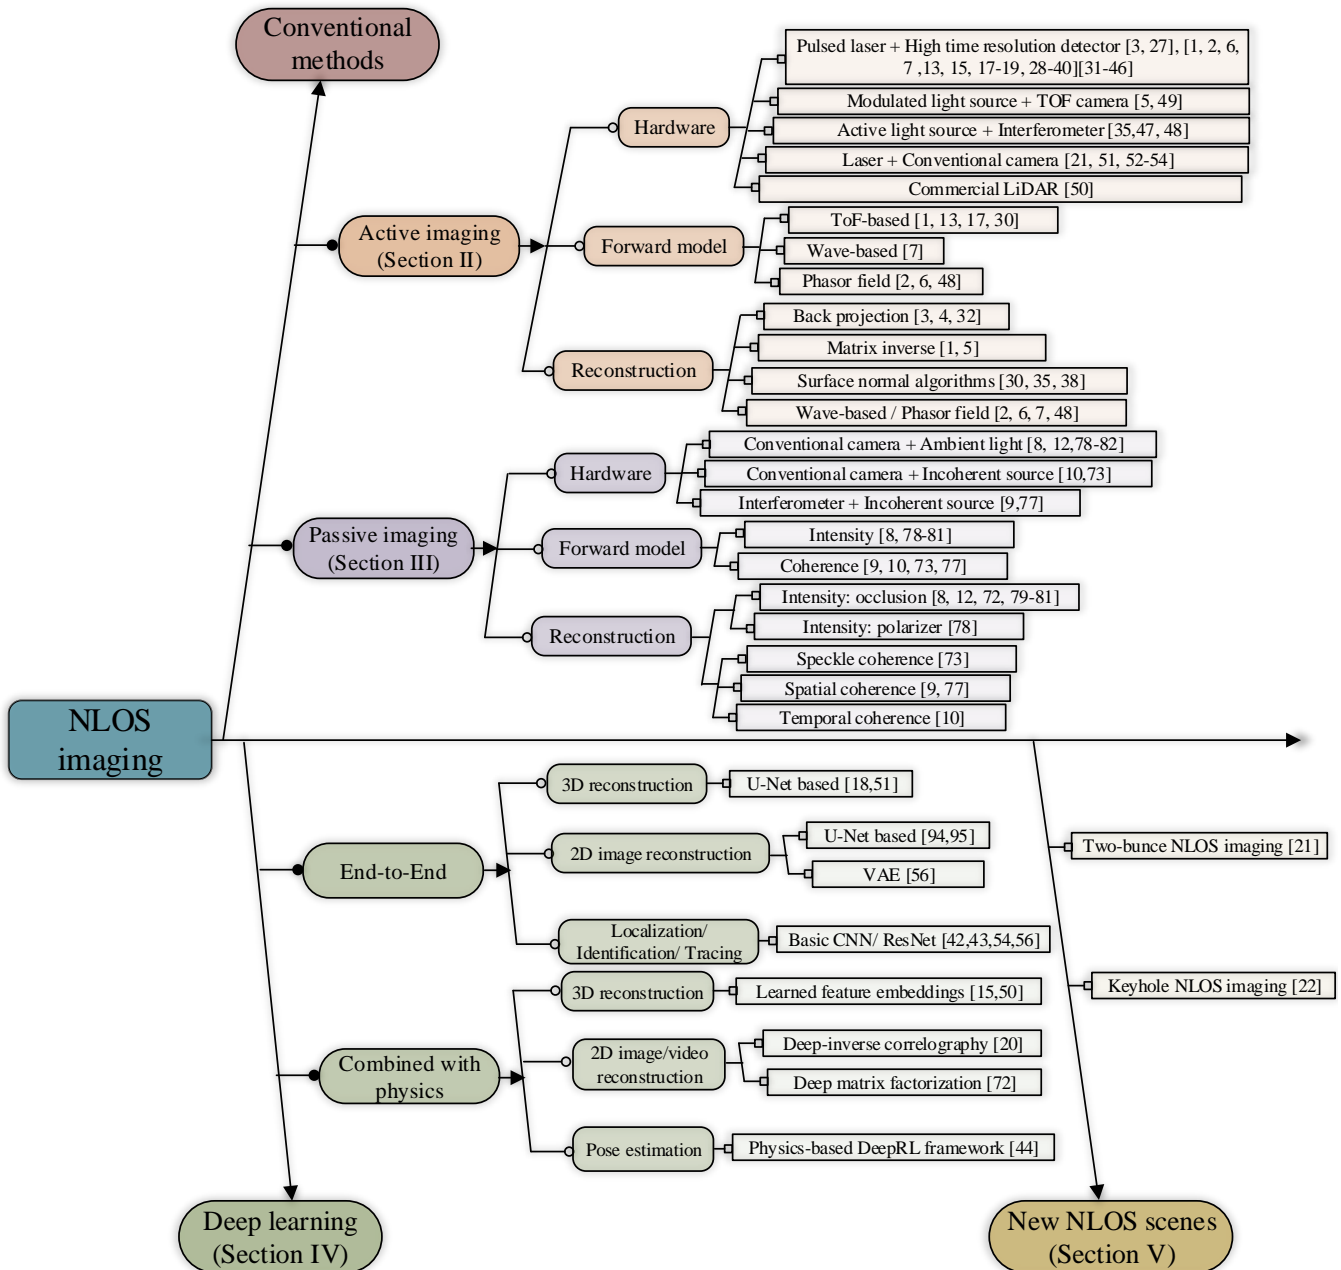 Conventional
methods
Hardware
Pulsed laser + High time resolution detector [3, 27], [1, 2, 6,
7 ,13, 15, 17-19, 28-40][31-46]
Modulated light source + TOF camera [5, 49]
Active light source + Interferometer [35,47, 48]
Laser + Conventional camera [21, 51, 52-54]
Commercial LiDAR [50]
Active imaging
(Section II)
Forward model
ToF-based [1, 13, 17, 30]
Wave-based [7]
Phasor field [2, 6, 48]
Reconstruction
Back projection [3, 4, 32]
Matrix inverse [1, 5]
Surface normal algorithms [30, 35, 38]
Wave-based / Phasor field [2, 6, 7, 48]
Hardware
Conventional camera + Ambient light [8, 12,78-82]
Conventional camera + Incoherent source [10,73]
Interferometer + Incoherent source [9,77]
Passive imaging
(Section III)
Forward model
Intensity [8, 78-81]
Coherence [9, 10, 73, 77]
Reconstruction
Intensity: occlusion [8, 12, 72, 79-81]
Intensity: polarizer [78]
Speckle coherence [73]
Spatial coherence [9, 77]
Temporal coherence [10]
NLOS
imaging
3D reconstruction
U-Net based [18,51]
End-to-End
2D image reconstruction
U-Net based [94,95]
VAE [56]
Localization/
Identification/ Tracing
Basic CNN/ ResNet [42,43,54,56]
3D reconstruction
Learned feature embeddings [15,50]
Combined with
physics
2D image/video
reconstruction
Deep-inverse correlography [20]
Deep matrix factorization [72]
Pose estimation
Physics-based DeepRL framework [44]
Two-bunce NLOS imaging [21]
Keyhole NLOS imaging [22]
Deep learning
(Section IV)
New NLOS scenes
(Section V)